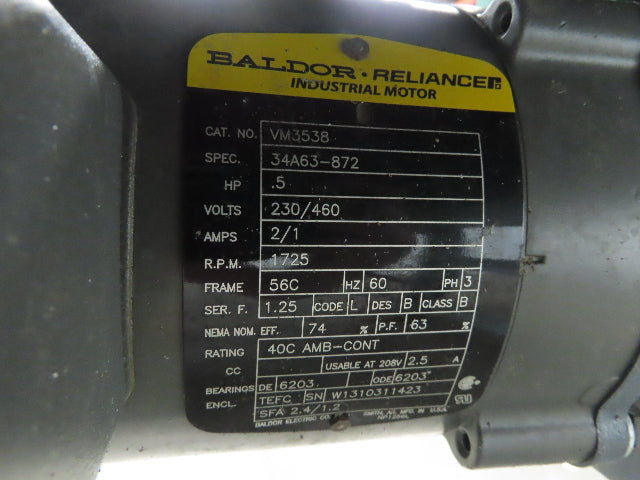 BALDOR · RELIANCE
INDUSTRIAL MOTOR
CAT. NO. VM3538
SPEC. 34A63-872
HP .5
VOLTS 230/460
AMPS 2/1
R.P.M. 1725
FRAME 56C HZ 60 PH 3
SER. F. 1.25 CODE L DES B CLASS B
NEMA NOM. EFF. 74 % P.F. 63 %
RATING 40C AMB-CONT
CC USABLE AT 208V 2.5 A
BEARINGS DE 6203 ODE 6203
ENCL. TEFC SN W1310311423
SFA 2.4/1.2
BALDOR ELECTRIC CO. MFG. IN U.S.A.